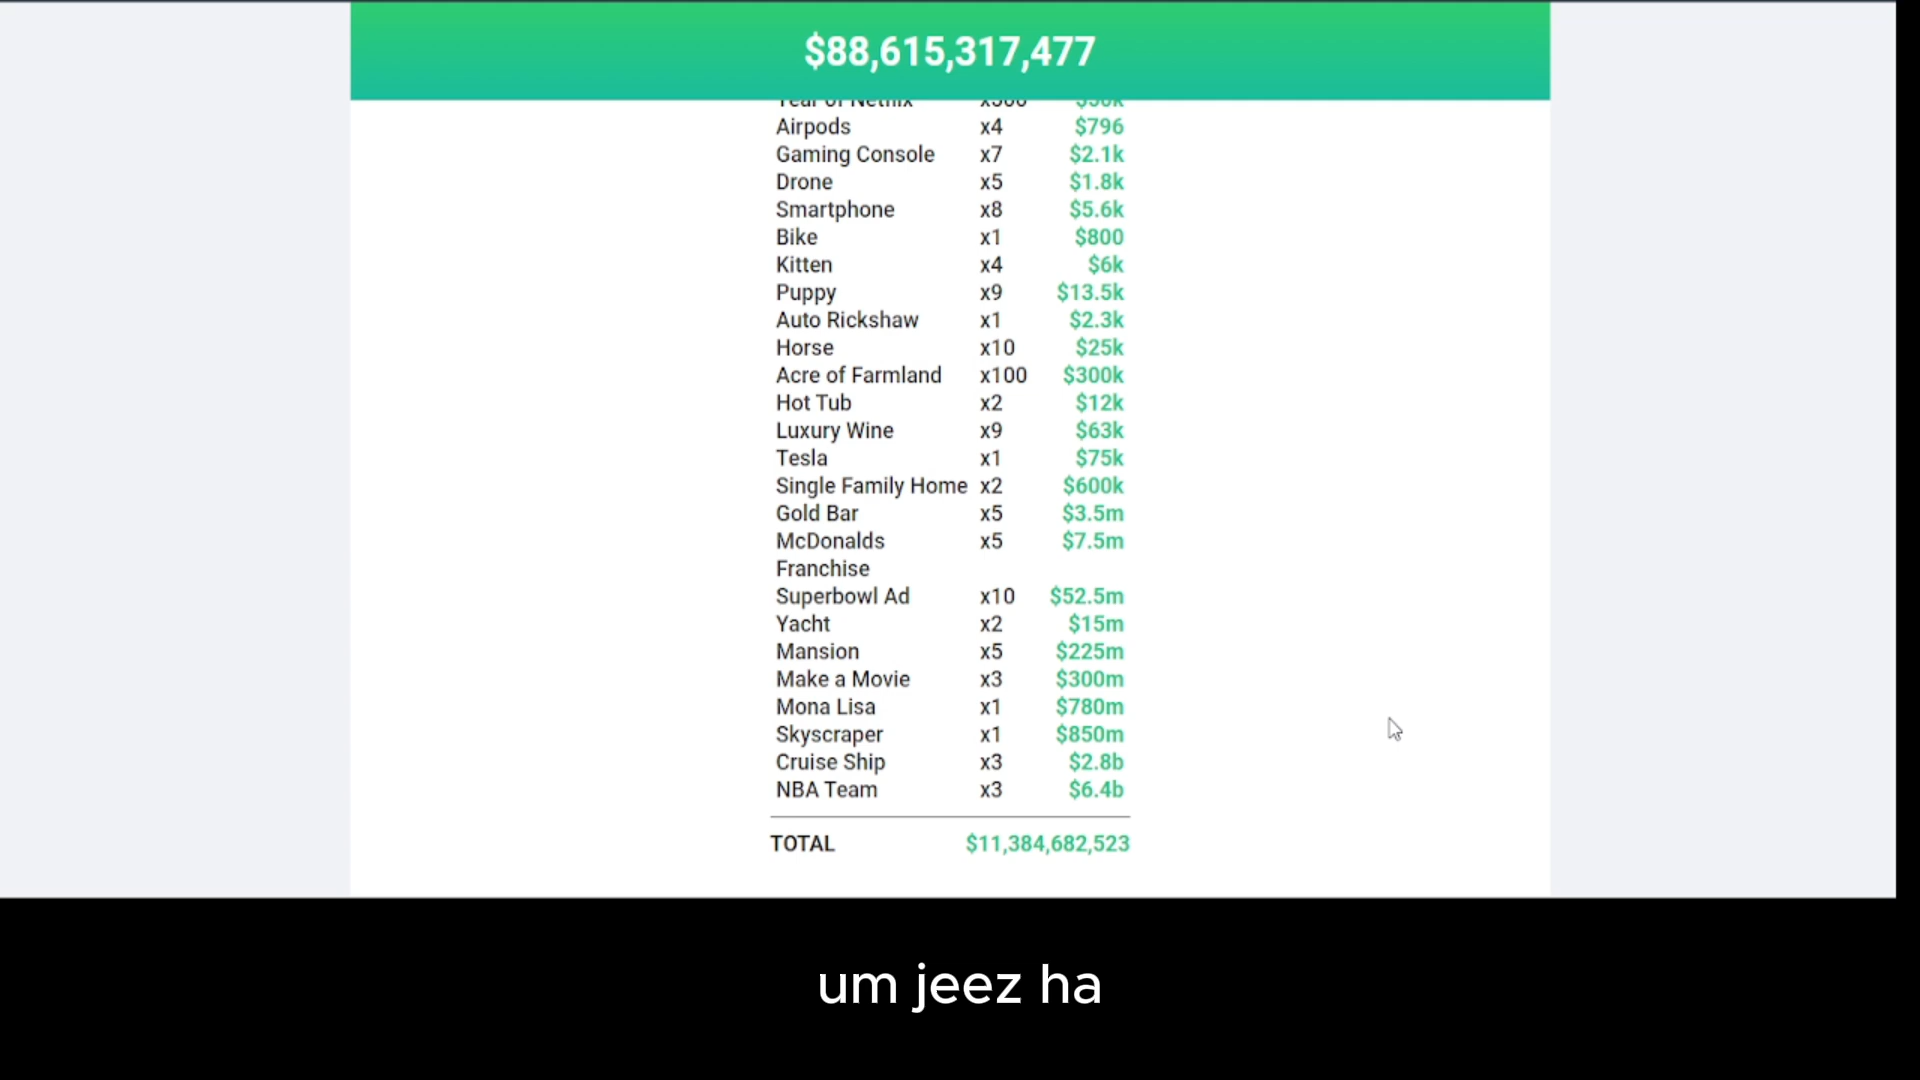 $88,615,317,477
Year of Netflix x500 $50k
Airpods x4 $796
Gaming Console x7 $2.1k
Drone x5 $1.8k
Smartphone x8 $5.6k
Bike x1 $800
Kitten x4 $6k
Puppy x9 $13.5k
Auto Rickshaw x1 $2.3k
Horse x10 $25k
Acre of Farmland x100 $300k
Hot Tub x2 $12k
Luxury Wine x9 $63k
Tesla x1 $75k
Single Family Home x2 $600k
Gold Bar x5 $3.5m
McDonalds x5 $7.5m
Franchise
Superbowl Ad x10 $52.5m
Yacht x2 $15m
Mansion x5 $225m
Make a Movie x3 $300m
Mona Lisa x1 $780m
Skyscraper x1 $850m
Cruise Ship x3 $2.8b
NBA Team x3 $6.4b
TOTAL $11,384,682,523
um jeez ha